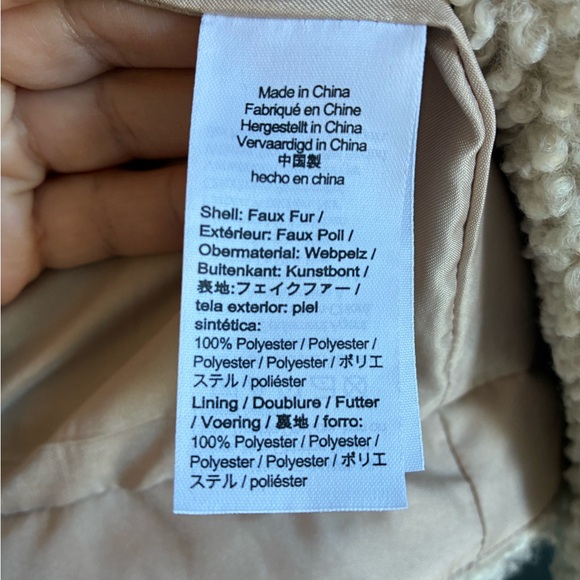 Made in China
Fabriqué en Chine
Hergestellt in China
Vervaardigd in China
中国製
hecho en china
Shell: Faux Fur /
Extérieur: Faux Poil /
Obermaterial: Webpelz /
Buitenkant: Kunstbont /
表地:フェイクファー /
tela exterior: piel
sintética:
100% Polyester / Polyester /
Polyester / Polyester / ポリエ
ステル / poliéster
Lining / Doublure / Futter
/ Voering / 裏地 / forro:
100% Polyester / Polyester /
Polyester / Polyester / ポリエ
ステル / poliéster